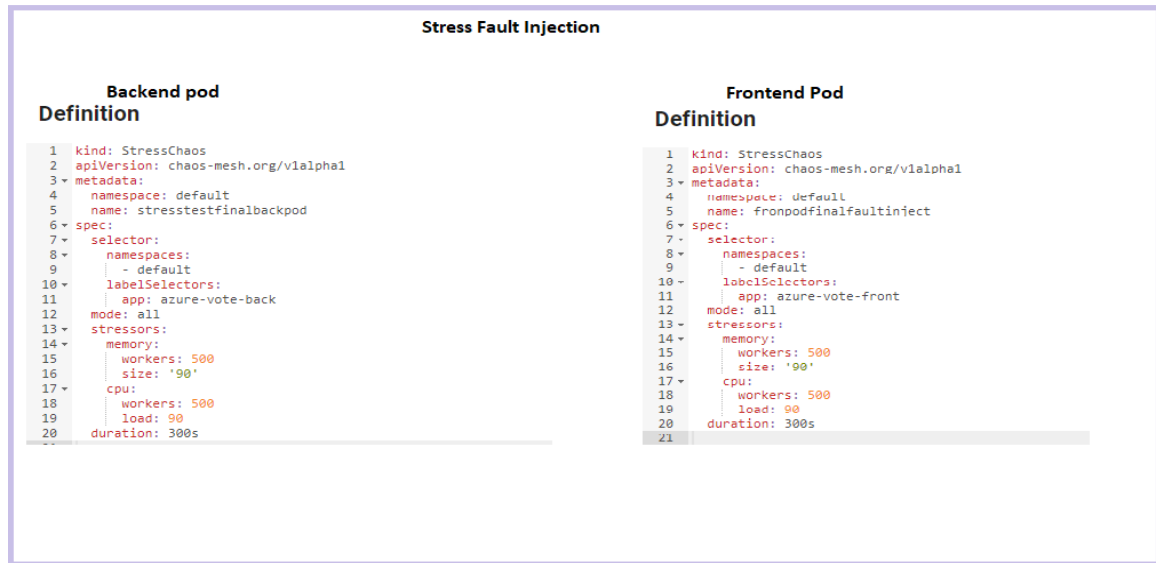 Stress Fault Injection
Backend pod
Definition
1 kind: StressChaos
2 apiVersion: chaos-mesh.org/v1alpha1
3 metadata:
4 namespace: default
5 name: stresstestfinalbackpod
6 spec:
7 selector:
8 namespaces:
9 - default
10 labelSelectors:
11 app: azure-vote-back
12 mode: all
13 stressors:
14 memory:
15 workers: 500
16 size: '90'
17 cpu:
18 workers: 500
19 load: 90
20 duration: 300s
Frontend Pod
Definition
1 kind: StressChaos
2 apiVersion: chaos-mesh.org/v1alpha1
3 metadata:
4 namespace: default
5 name: fronpodfinalfaultinject
6 spec:
7 selector:
8 namespaces:
9 - default
10 labelSelectors:
11 app: azure-vote-front
12 mode: all
13 stressors:
14 memory:
15 workers: 500
16 size: '90'
17 cpu:
18 workers: 500
19 load: 90
20 duration: 300s
21